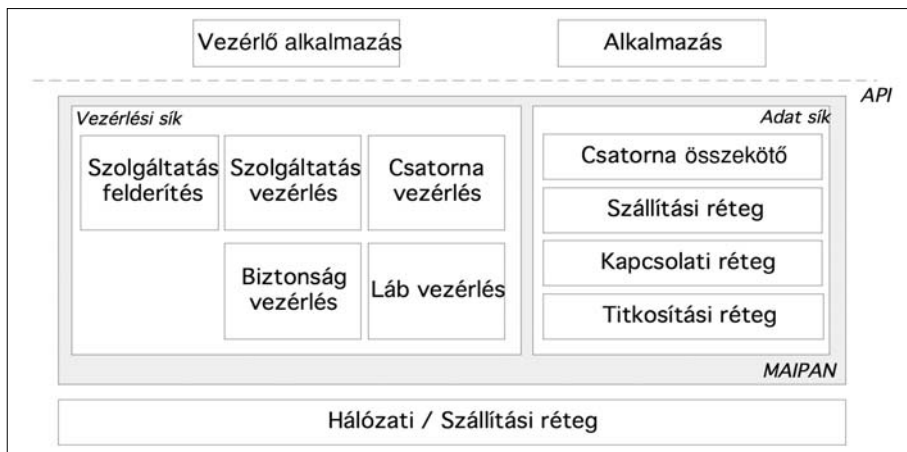 Vezérlő alkalmazás
Alkalmazás
API
Vezérlési sík
Szolgáltatás
felderítés
Szolgáltatás
vezérlés
Csatorna
vezérlés
Biztonság
vezérlés
Láb vezérlés
Adat sík
Csatorna összekötő
Szállítási réteg
Kapcsolati réteg
Titkosítási réteg
MAIPAN
Hálózati / Szállítási réteg